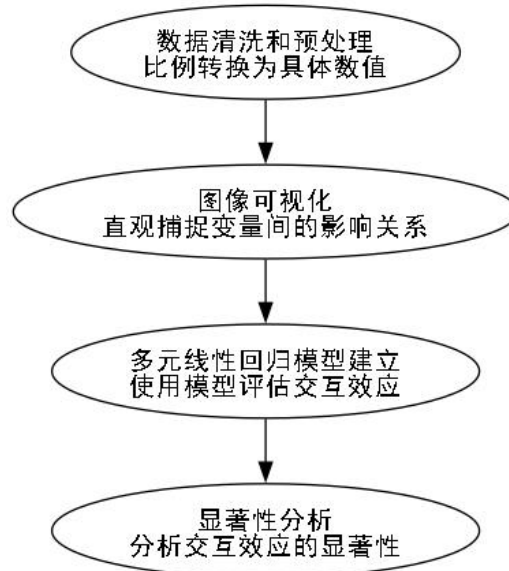 数据清洗和预处理
比例转换为具体数值
图像可视化
直观捕捉变量间的影响关系
多元线性回归模型建立
使用模型评估交互效应
显著性分析
分析交互效应的显著性